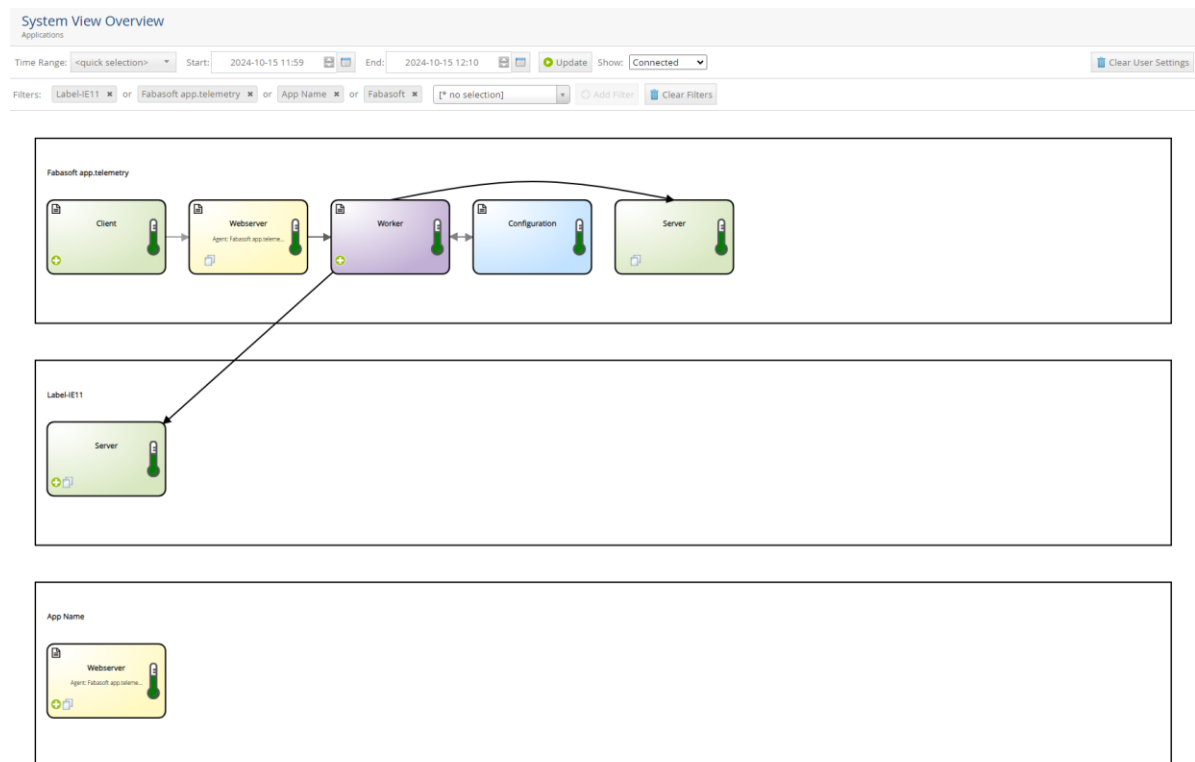 System View Overview
Applications
Time Range: <quick selection> Start: 2024-10-15 11:59 End: 2024-10-15 12:10 Update Show: Connected Clear User Settings
Filters: Label-IE11 × or Fabasoft app.telemetry × or App Name × or Fabasoft × [* no selection] Add Filter Clear Filters
Fabasoft app.telemetry
Client Webserver Worker Configuration Server
Agent: Fabasoft app.teleme...
Label-IE11
Server
App Name
Webserver
Agent: Fabasoft app.teleme...